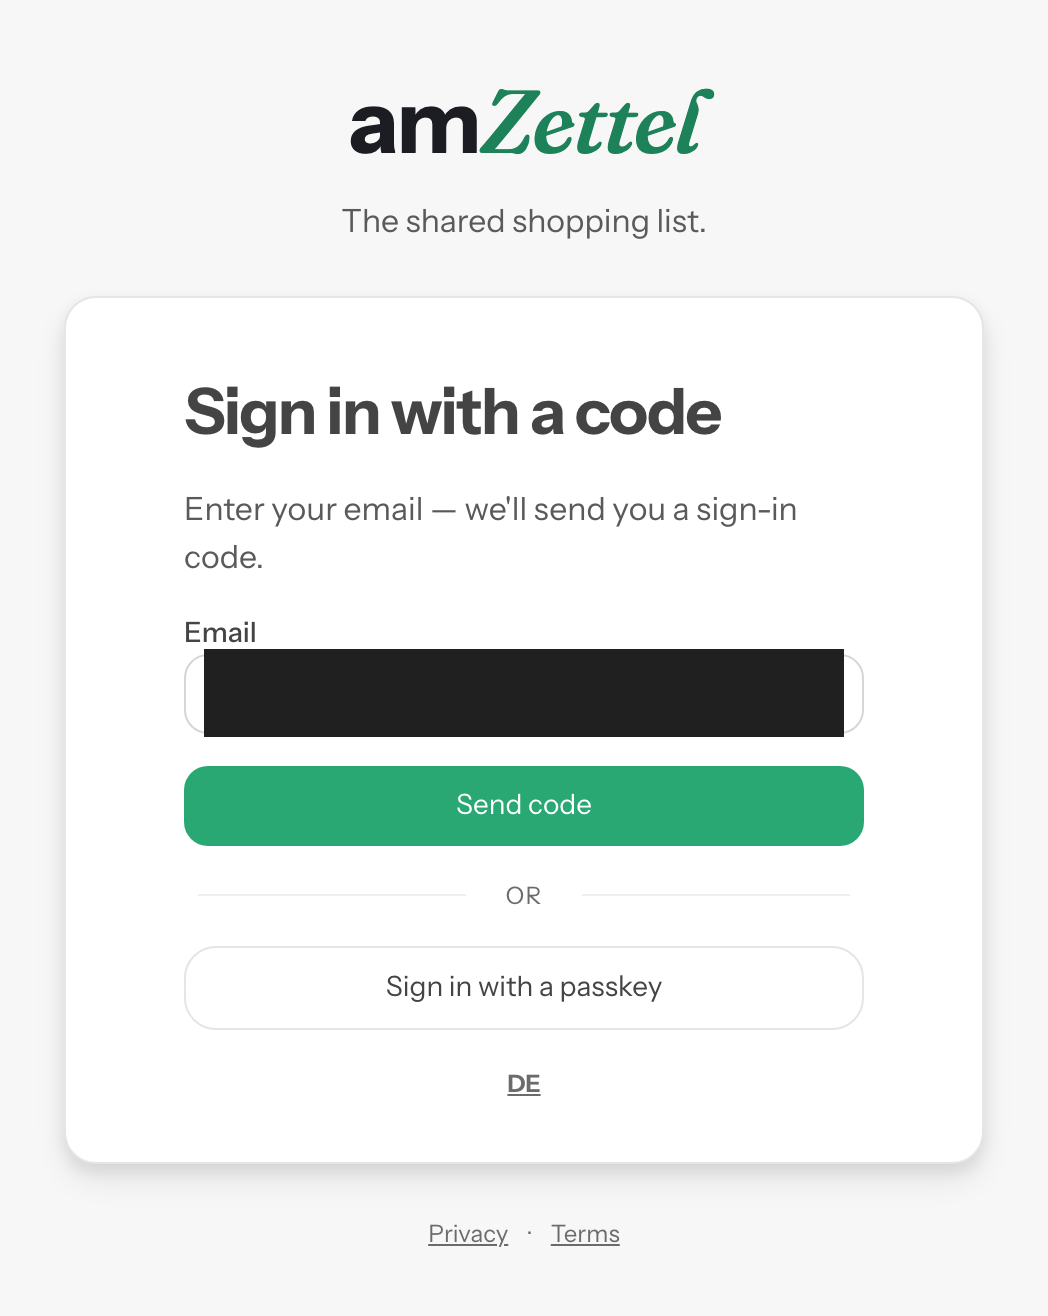 amZettel
The shared shopping list.
Sign in with a code
Enter your email — we'll send you a sign-in
code.
Email
Send code
OR
Sign in with a passkey
DE
Privacy · Terms